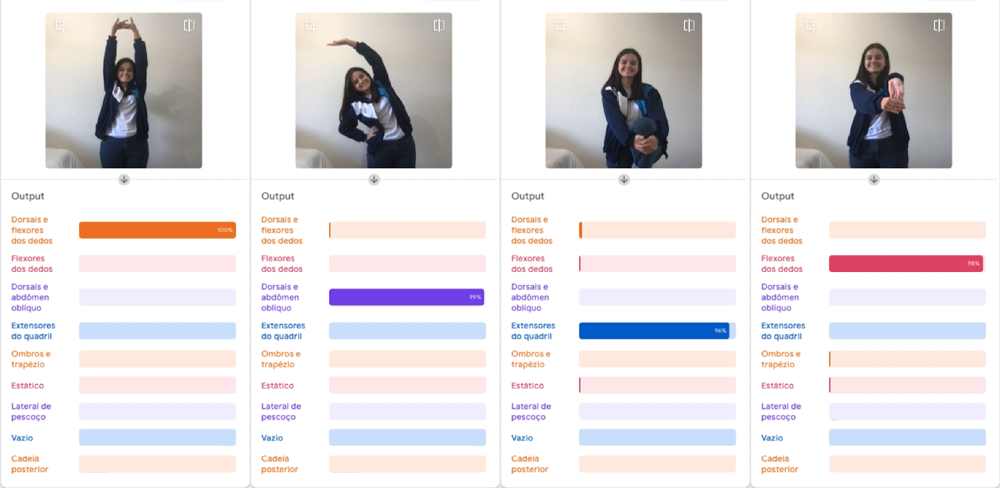 Output
Dorsais e
flexores
dos dedos
100%
Flexores
dos dedos
Dorsais e
abdômen
oblíquo
Extensores
do quadril
Ombros e
trapézio
Estático
Lateral de
pescoço
Vazio
Cadeia
posterior
Output
Dorsais e
flexores
dos dedos
Flexores
dos dedos
Dorsais e
abdômen
oblíquo
99%
Extensores
do quadril
Ombros e
trapézio
Estático
Lateral de
pescoço
Vazio
Cadeia
posterior
Output
Dorsais e
flexores
dos dedos
Flexores
dos dedos
Dorsais e
abdômen
oblíquo
Extensores
do quadril
96%
Ombros e
trapézio
Estático
Lateral de
pescoço
Vazio
Cadeia
posterior
Output
Dorsais e
flexores
dos dedos
Flexores
dos dedos
98%
Dorsais e
abdômen
oblíquo
Extensores
do quadril
Ombros e
trapézio
Estático
Lateral de
pescoço
Vazio
Cadeia
posterior